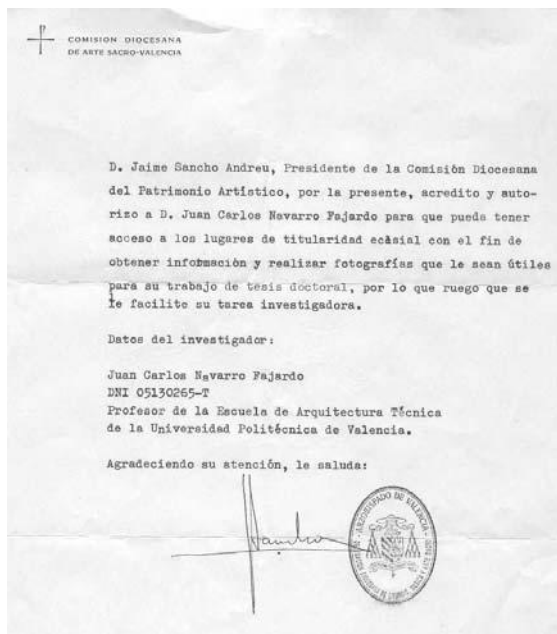 COMISION DIOCESANA
DE ARTE SACRO-VALENCIA
D. Jaime Sancho Andreu, Presidente de la Comisión Diocesana
del Patrimonio Artístico, por la presente, acredito y auto-
rizo a D. Juan Carlos Navarro Fajardo para que pueda tener
acceso a los lugares de titularidad eclesial con el fin de
obtener información y realizar fotografías que le sean útiles
para su trabajo de tesis doctoral, por lo que ruego que se
le facilite su tarea investigadora.
Datos del investigador:
Juan Carlos Navarro Fajardo
DNI 05130265-T
Profesor de la Escuela de Arquitectura Técnica
de la Universidad Politécnica de Valencia.
Agradeciendo su atención, le saluda:
ARZOBISPADO DE VALENCIA